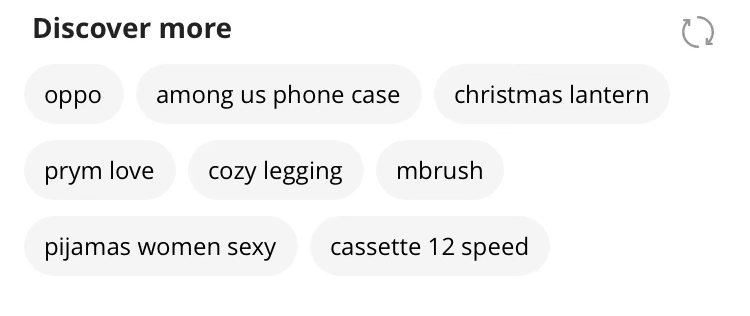 Discover more
oppo among us phone case christmas lantern
prym love cozy legging mbrush
pijamas women sexy cassette 12 speed